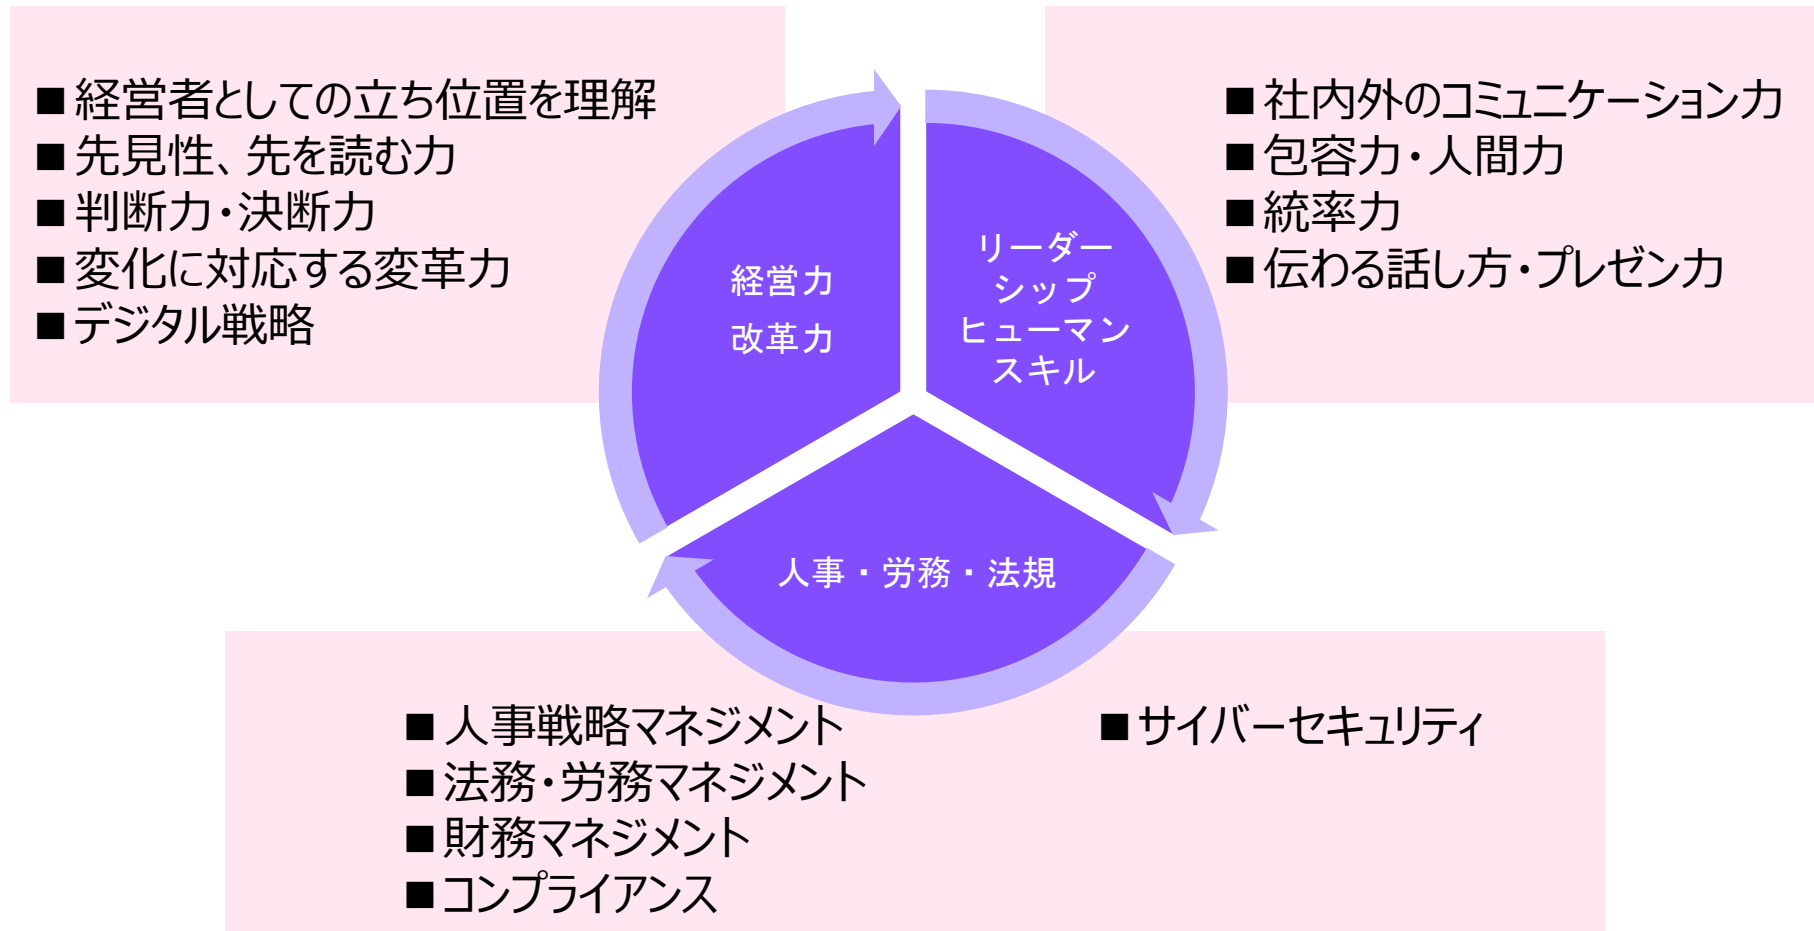 ■経営者としての立ち位置を理解
■先見性、先を読む力
■判断力・決断力
■変化に対応する変革力
■デジタル戦略
■社内外のコミュニケーション力
■包容力・人間力
■統率力
■伝わる話し方・プレゼン力
経営力
改革力
リーダー
シップ
ヒューマン
スキル
人事・労務・法規
■人事戦略マネジメント
■法務・労務マネジメント
■財務マネジメント
■コンプライアンス
■サイバーセキュリティ